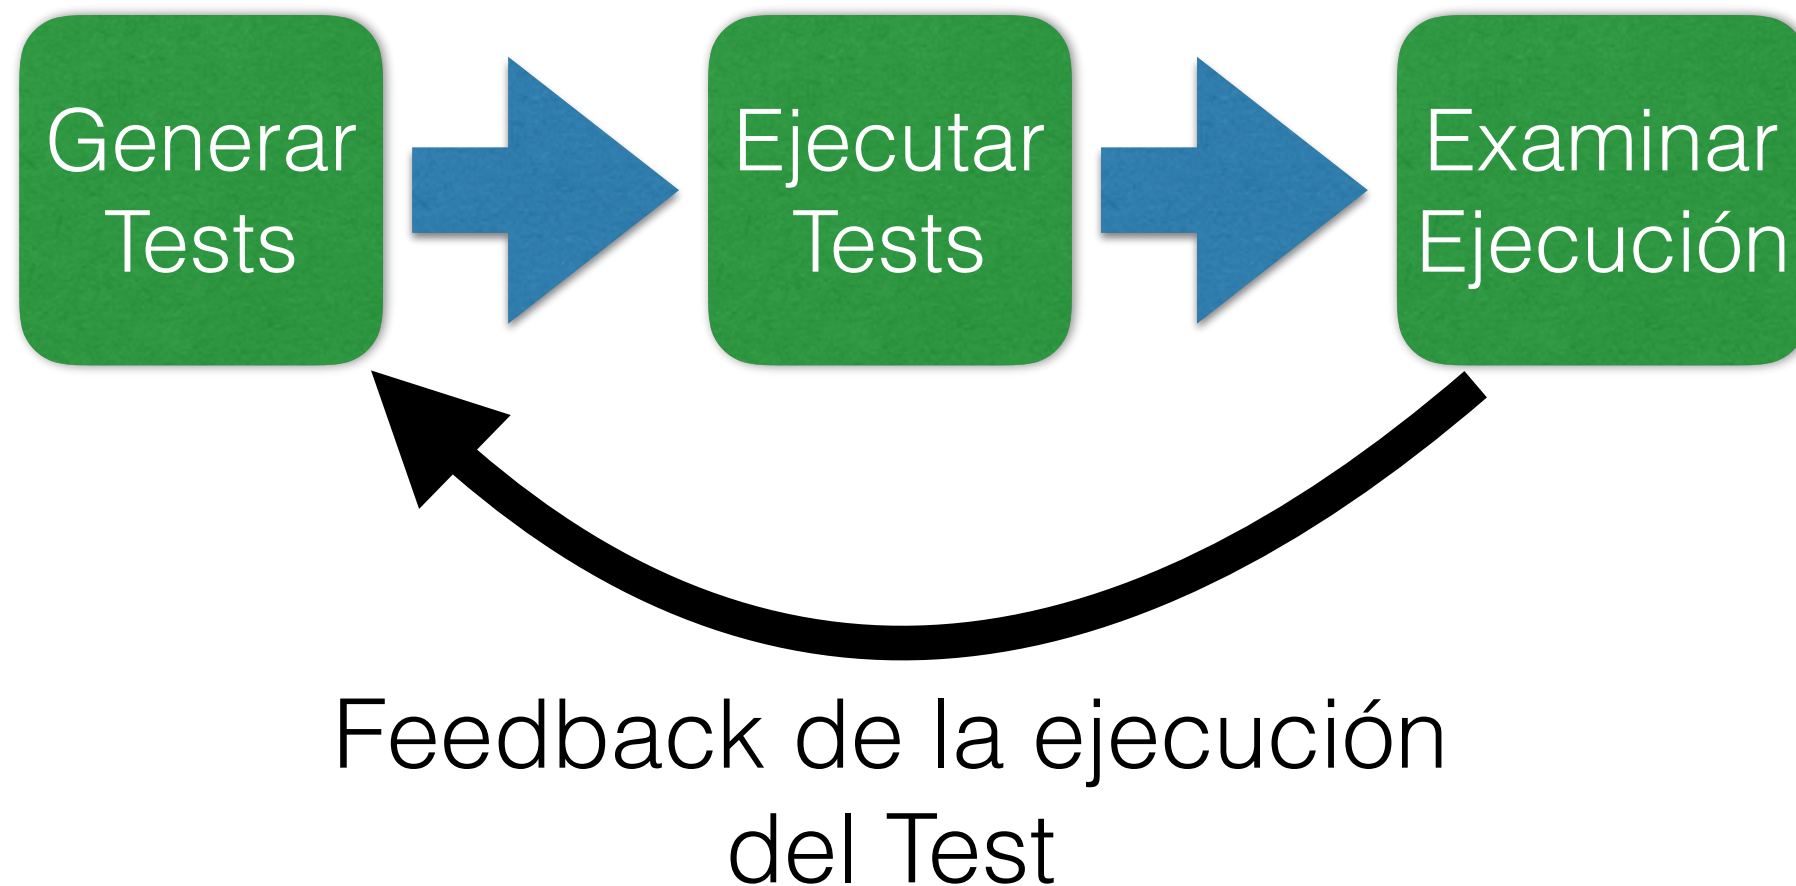 Generar
Tests
Ejecutar
Tests
Examinar
Ejecución
Feedback de la ejecución
del Test